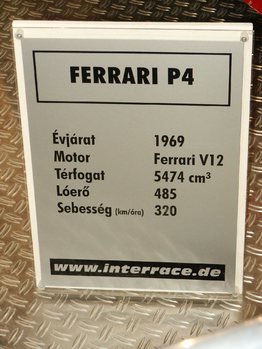 FERRARI P4
Évjárat 1969
Motor Ferrari V12
Térfogat 5474 cm³
Lóerő 485
Sebesség (km/óra) 320
www.interrace.de